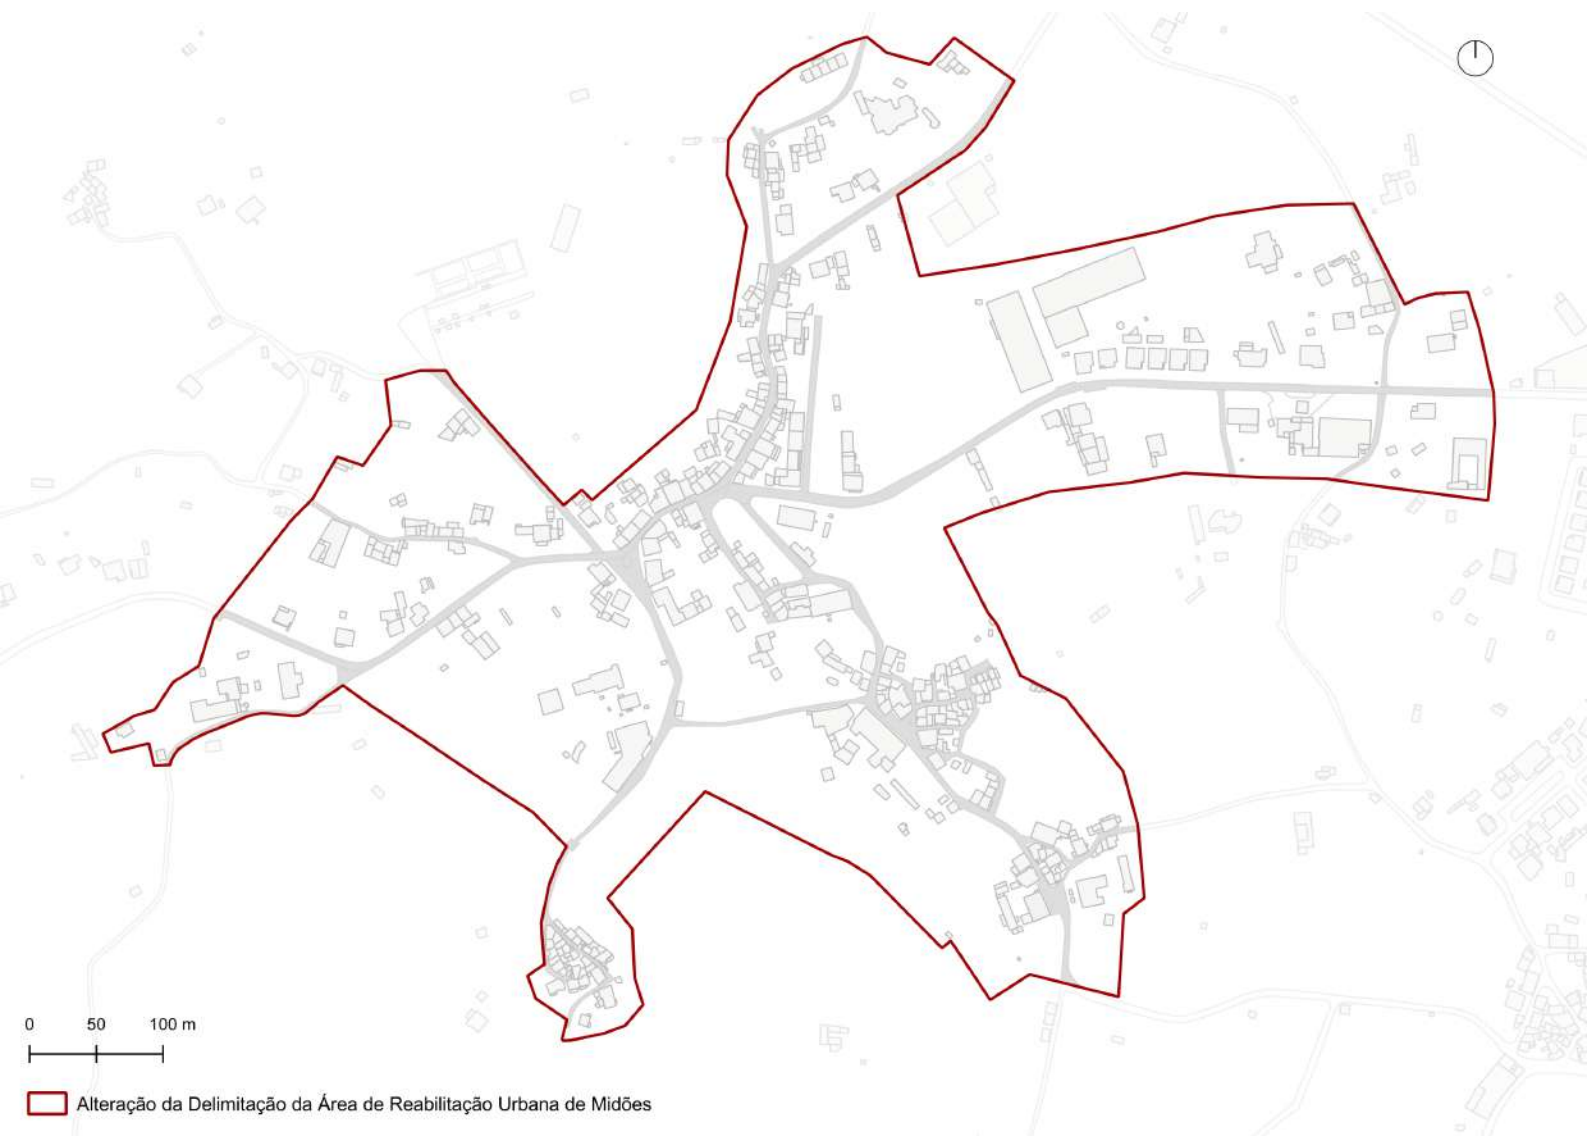 0 50 100 m
Alteração da Delimitação da Área de Reabilitação Urbana de Midões